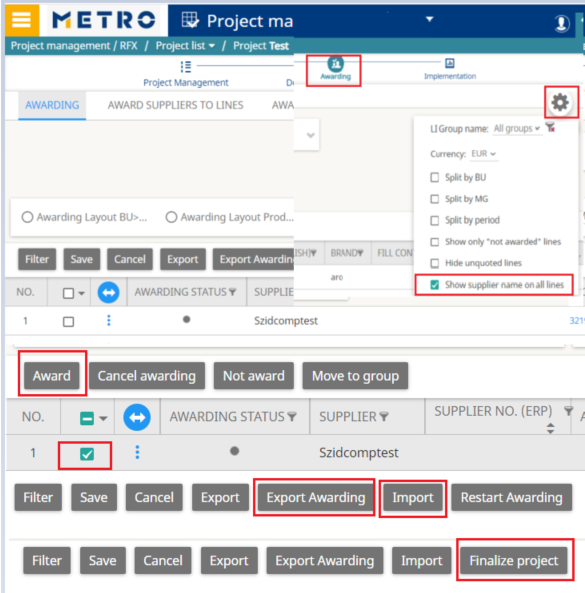 METRO Project ma
Project management / RFX / Project list / Project Test
Project Management D
Awarding
Implementation
AWARDING AWARD SUPPLIERS TO LINES AWA
LI Group name: All groups
Currency: EUR
Split by BU
Split by MG
Split by period
Show only "not awarded" lines
Hide unquoted lines
Show supplier name on all lines
Awarding Layout BU>... Awarding Layout Prod...
Filter Save Cancel Export Export Awardin
ISH) BRAND FILL CON
aro
NO. AWARDING STATUS SUPPLIE
1 Szidcomptest 321
Award Cancel awarding Not award Move to group
NO. AWARDING STATUS SUPPLIER SUPPLIER NO. (ERP) A
1 Szidcomptest
Filter Save Cancel Export Export Awarding Import Restart Awarding
Filter Save Cancel Export Export Awarding Import Finalize project